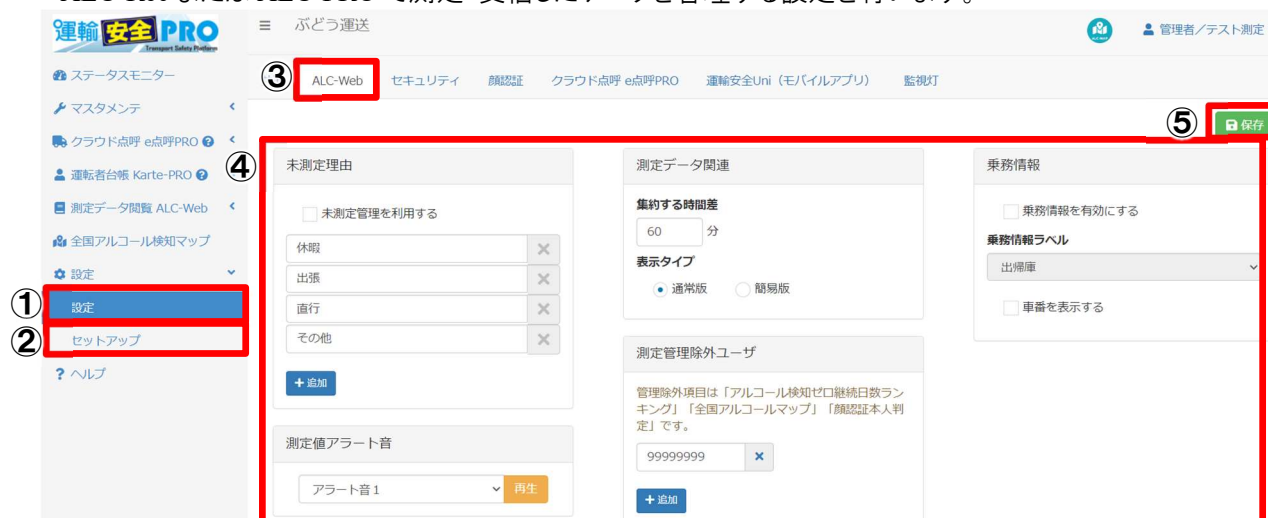 運輸安全PRO
Transport Safety Platform
≡ ぶどう運送
管理者／テスト測定
ステータスモニター
マスタメンテ
クラウド点呼 e点呼PRO
運転者台帳 Karte-PRO
測定データ閲覧 ALC-Web
全国アルコール検知マップ
設定
① 設定
② セットアップ
ヘルプ
③ ALC-Web セキュリティ 顔認証 クラウド点呼 e点呼PRO 運輸安全Uni（モバイルアプリ） 監視灯
⑤ 保存
④
未測定理由
未測定管理を利用する
休暇
出張
直行
その他
+追加
測定値アラート音
アラート音1 再生
測定データ関連
集約する時間差
60 分
表示タイプ
通常版 簡易版
測定管理除外ユーザ
管理除外項目は「アルコール検知ゼロ継続日数ラン
キング」「全国アルコールマップ」「顔認証本人判
定」です。
99999999
+追加
乗務情報
乗務情報を有効にする
乗務情報ラベル
出帰庫
車番を表示する